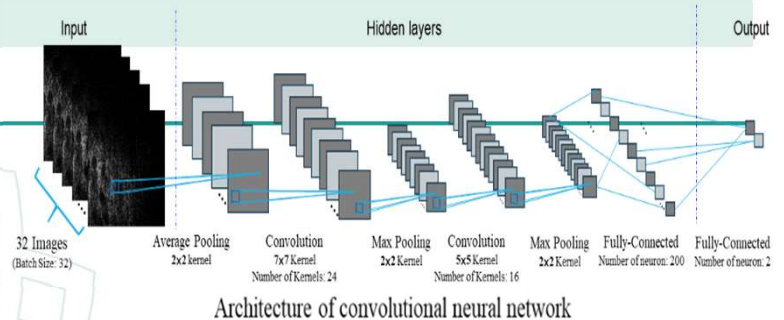 Input
Hidden layers
Output
32 Images
(Batch Size: 32)
Average Pooling
2x2 kernel
Convolution
7x7 Kernel
Number of Kernels: 24
Max Pooling
2x2 Kernel
Convolution
5x5 Kernel
Number of Kernels: 16
Max Pooling
2x2 Kernel
Fully-Connected
Number of neuron: 200
Fully-Connected
Number of neuron: 2
Architecture of convolutional neural network